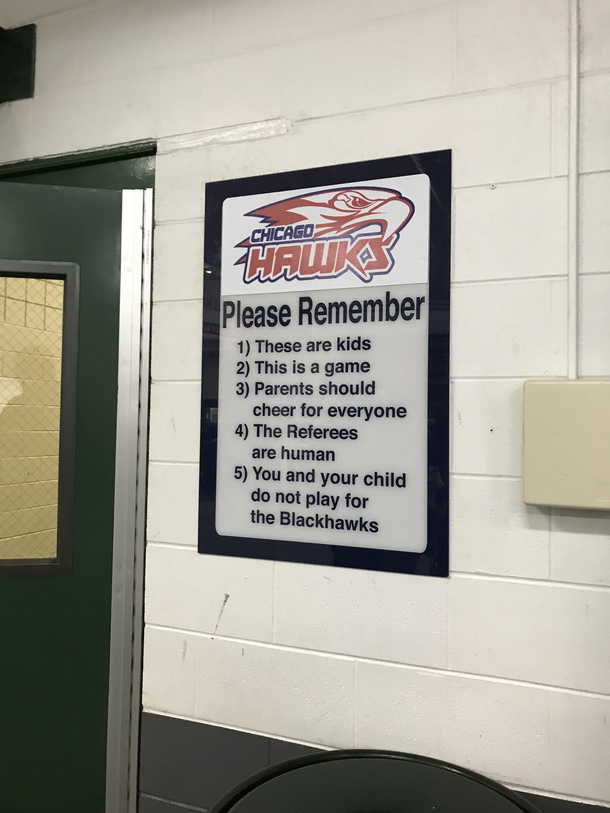 CHICAGO
HAWKS
Please Remember
1) These are kids
2) This is a game
3) Parents should
cheer for everyone
4) The Referees
are human
5) You and your child
do not play for
the Blackhawks